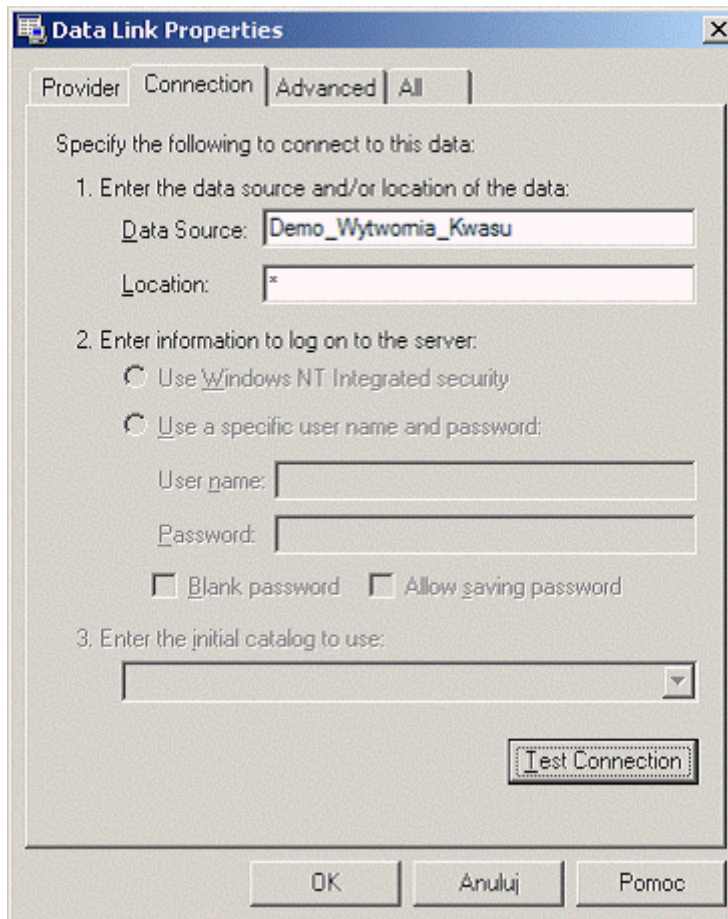 Data Link Properties
Provider Connection Advanced All
Specify the following to connect to this data:
1. Enter the data source and/or location of the data:
Data Source: Demo_Wytwornia_Kwasu
Location: *
2. Enter information to log on to the server:
Use Windows NT Integrated security
Use a specific user name and password:
User name:
Password:
Blank password Allow saving password
3. Enter the initial catalog to use:
Test Connection
OK Anuluj Pomoc